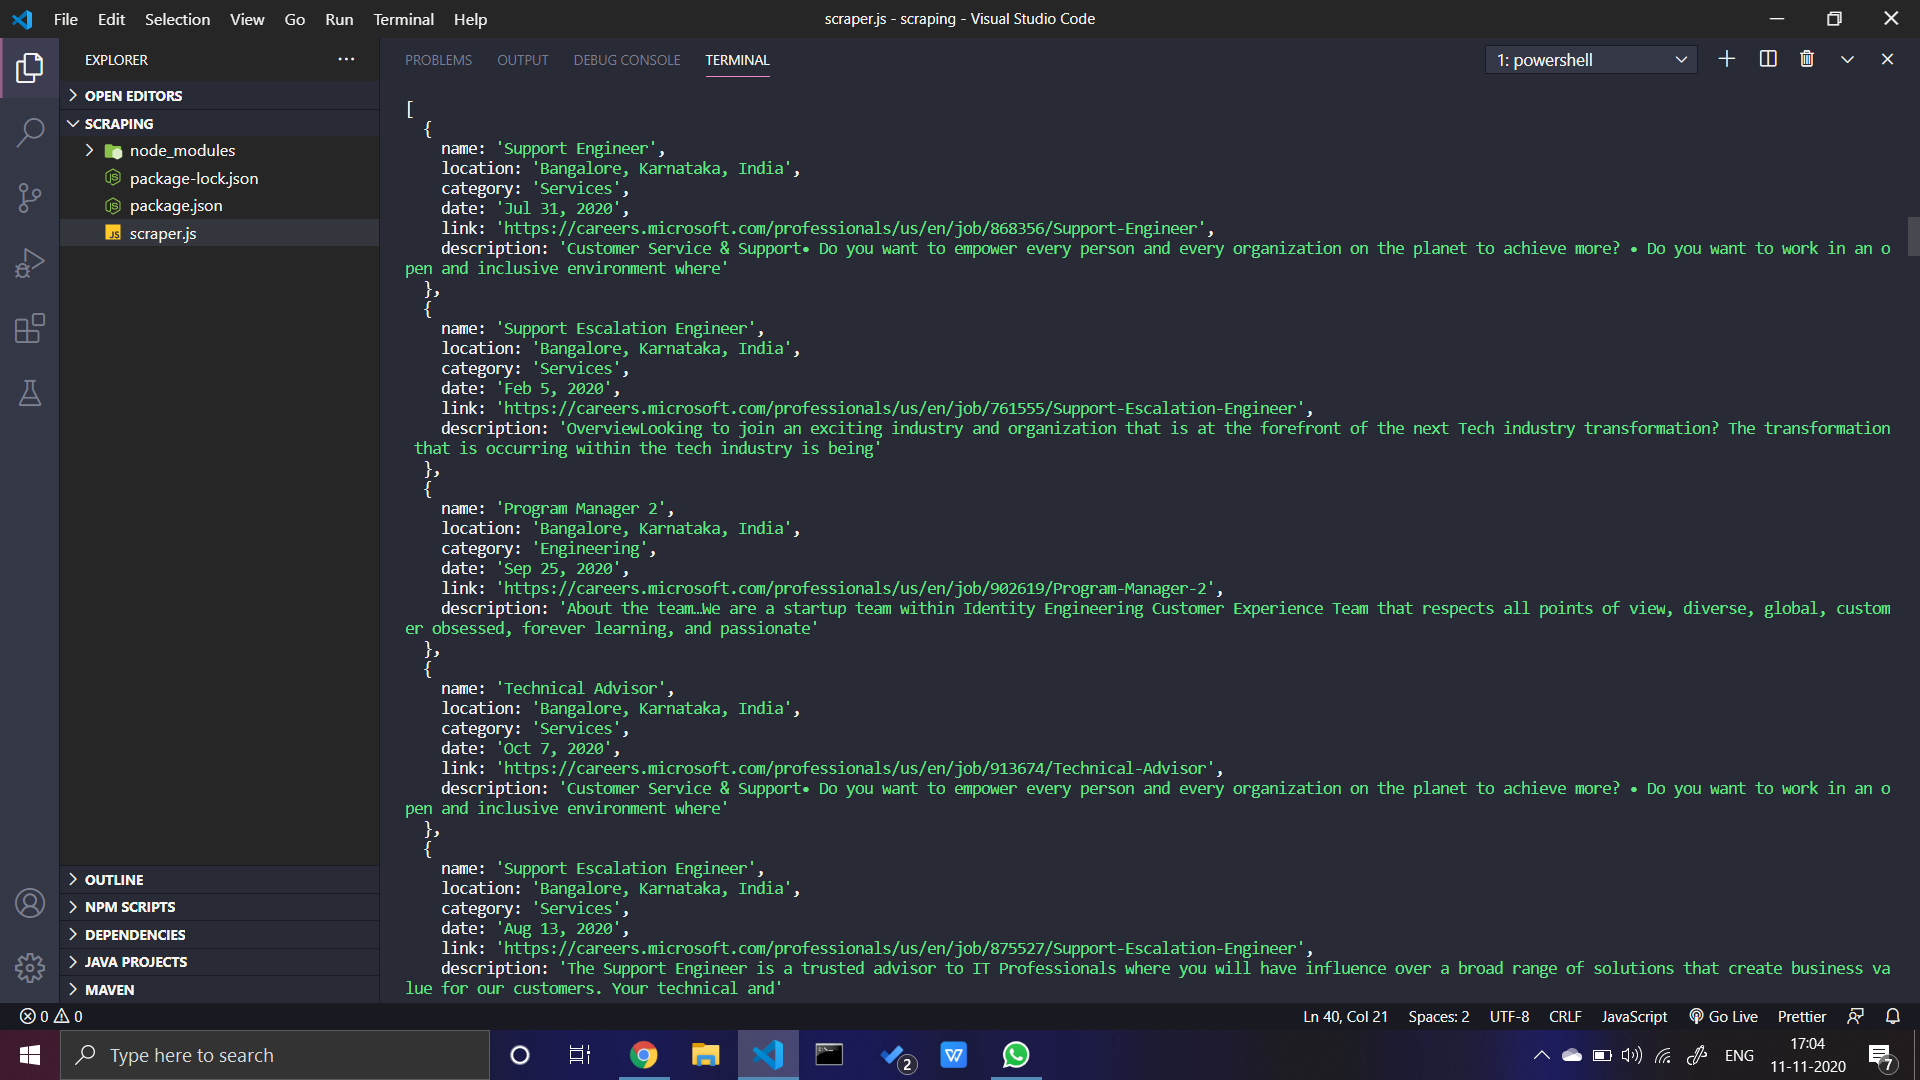 File Edit Selection View Go Run Terminal Help
scraper.js - scraping - Visual Studio Code
EXPLORER
OPEN EDITORS
SCRAPING
node_modules
package-lock.json
package.json
JS scraper.js
OUTLINE
NPM SCRIPTS
DEPENDENCIES
JAVA PROJECTS
MAVEN
PROBLEMS OUTPUT DEBUG CONSOLE TERMINAL
1: powershell
[
{
name: 'Support Engineer',
location: 'Bangalore, Karnataka, India',
category: 'Services',
date: 'Jul 31, 2020',
link: 'https://careers.microsoft.com/professionals/us/en/job/868356/Support-Engineer',
description: 'Customer Service & Support• Do you want to empower every person and every organization on the planet to achieve more? • Do you want to work in an o
pen and inclusive environment where'
},
{
name: 'Support Escalation Engineer',
location: 'Bangalore, Karnataka, India',
category: 'Services',
date: 'Feb 5, 2020',
link: 'https://careers.microsoft.com/professionals/us/en/job/761555/Support-Escalation-Engineer',
description: 'OverviewLooking to join an exciting industry and organization that is at the forefront of the next Tech industry transformation? The transformation
that is occurring within the tech industry is being'
},
{
name: 'Program Manager 2',
location: 'Bangalore, Karnataka, India',
category: 'Engineering',
date: 'Sep 25, 2020',
link: 'https://careers.microsoft.com/professionals/us/en/job/902619/Program-Manager-2',
description: 'About the team…We are a startup team within Identity Engineering Customer Experience Team that respects all points of view, diverse, global, custom
er obsessed, forever learning, and passionate'
},
{
name: 'Technical Advisor',
location: 'Bangalore, Karnataka, India',
category: 'Services',
date: 'Oct 7, 2020',
link: 'https://careers.microsoft.com/professionals/us/en/job/913674/Technical-Advisor',
description: 'Customer Service & Support• Do you want to empower every person and every organization on the planet to achieve more? • Do you want to work in an o
pen and inclusive environment where'
},
{
name: 'Support Escalation Engineer',
location: 'Bangalore, Karnataka, India',
category: 'Services',
date: 'Aug 13, 2020',
link: 'https://careers.microsoft.com/professionals/us/en/job/875527/Support-Escalation-Engineer',
description: 'The Support Engineer is a trusted advisor to IT Professionals where you will have influence over a broad range of solutions that create business va
lue for our customers. Your technical and'
0 0
Ln 40, Col 21 Spaces: 2 UTF-8 CRLF JavaScript Go Live Prettier
Type here to search
2
W
ENG
17:04
11-11-2020
7